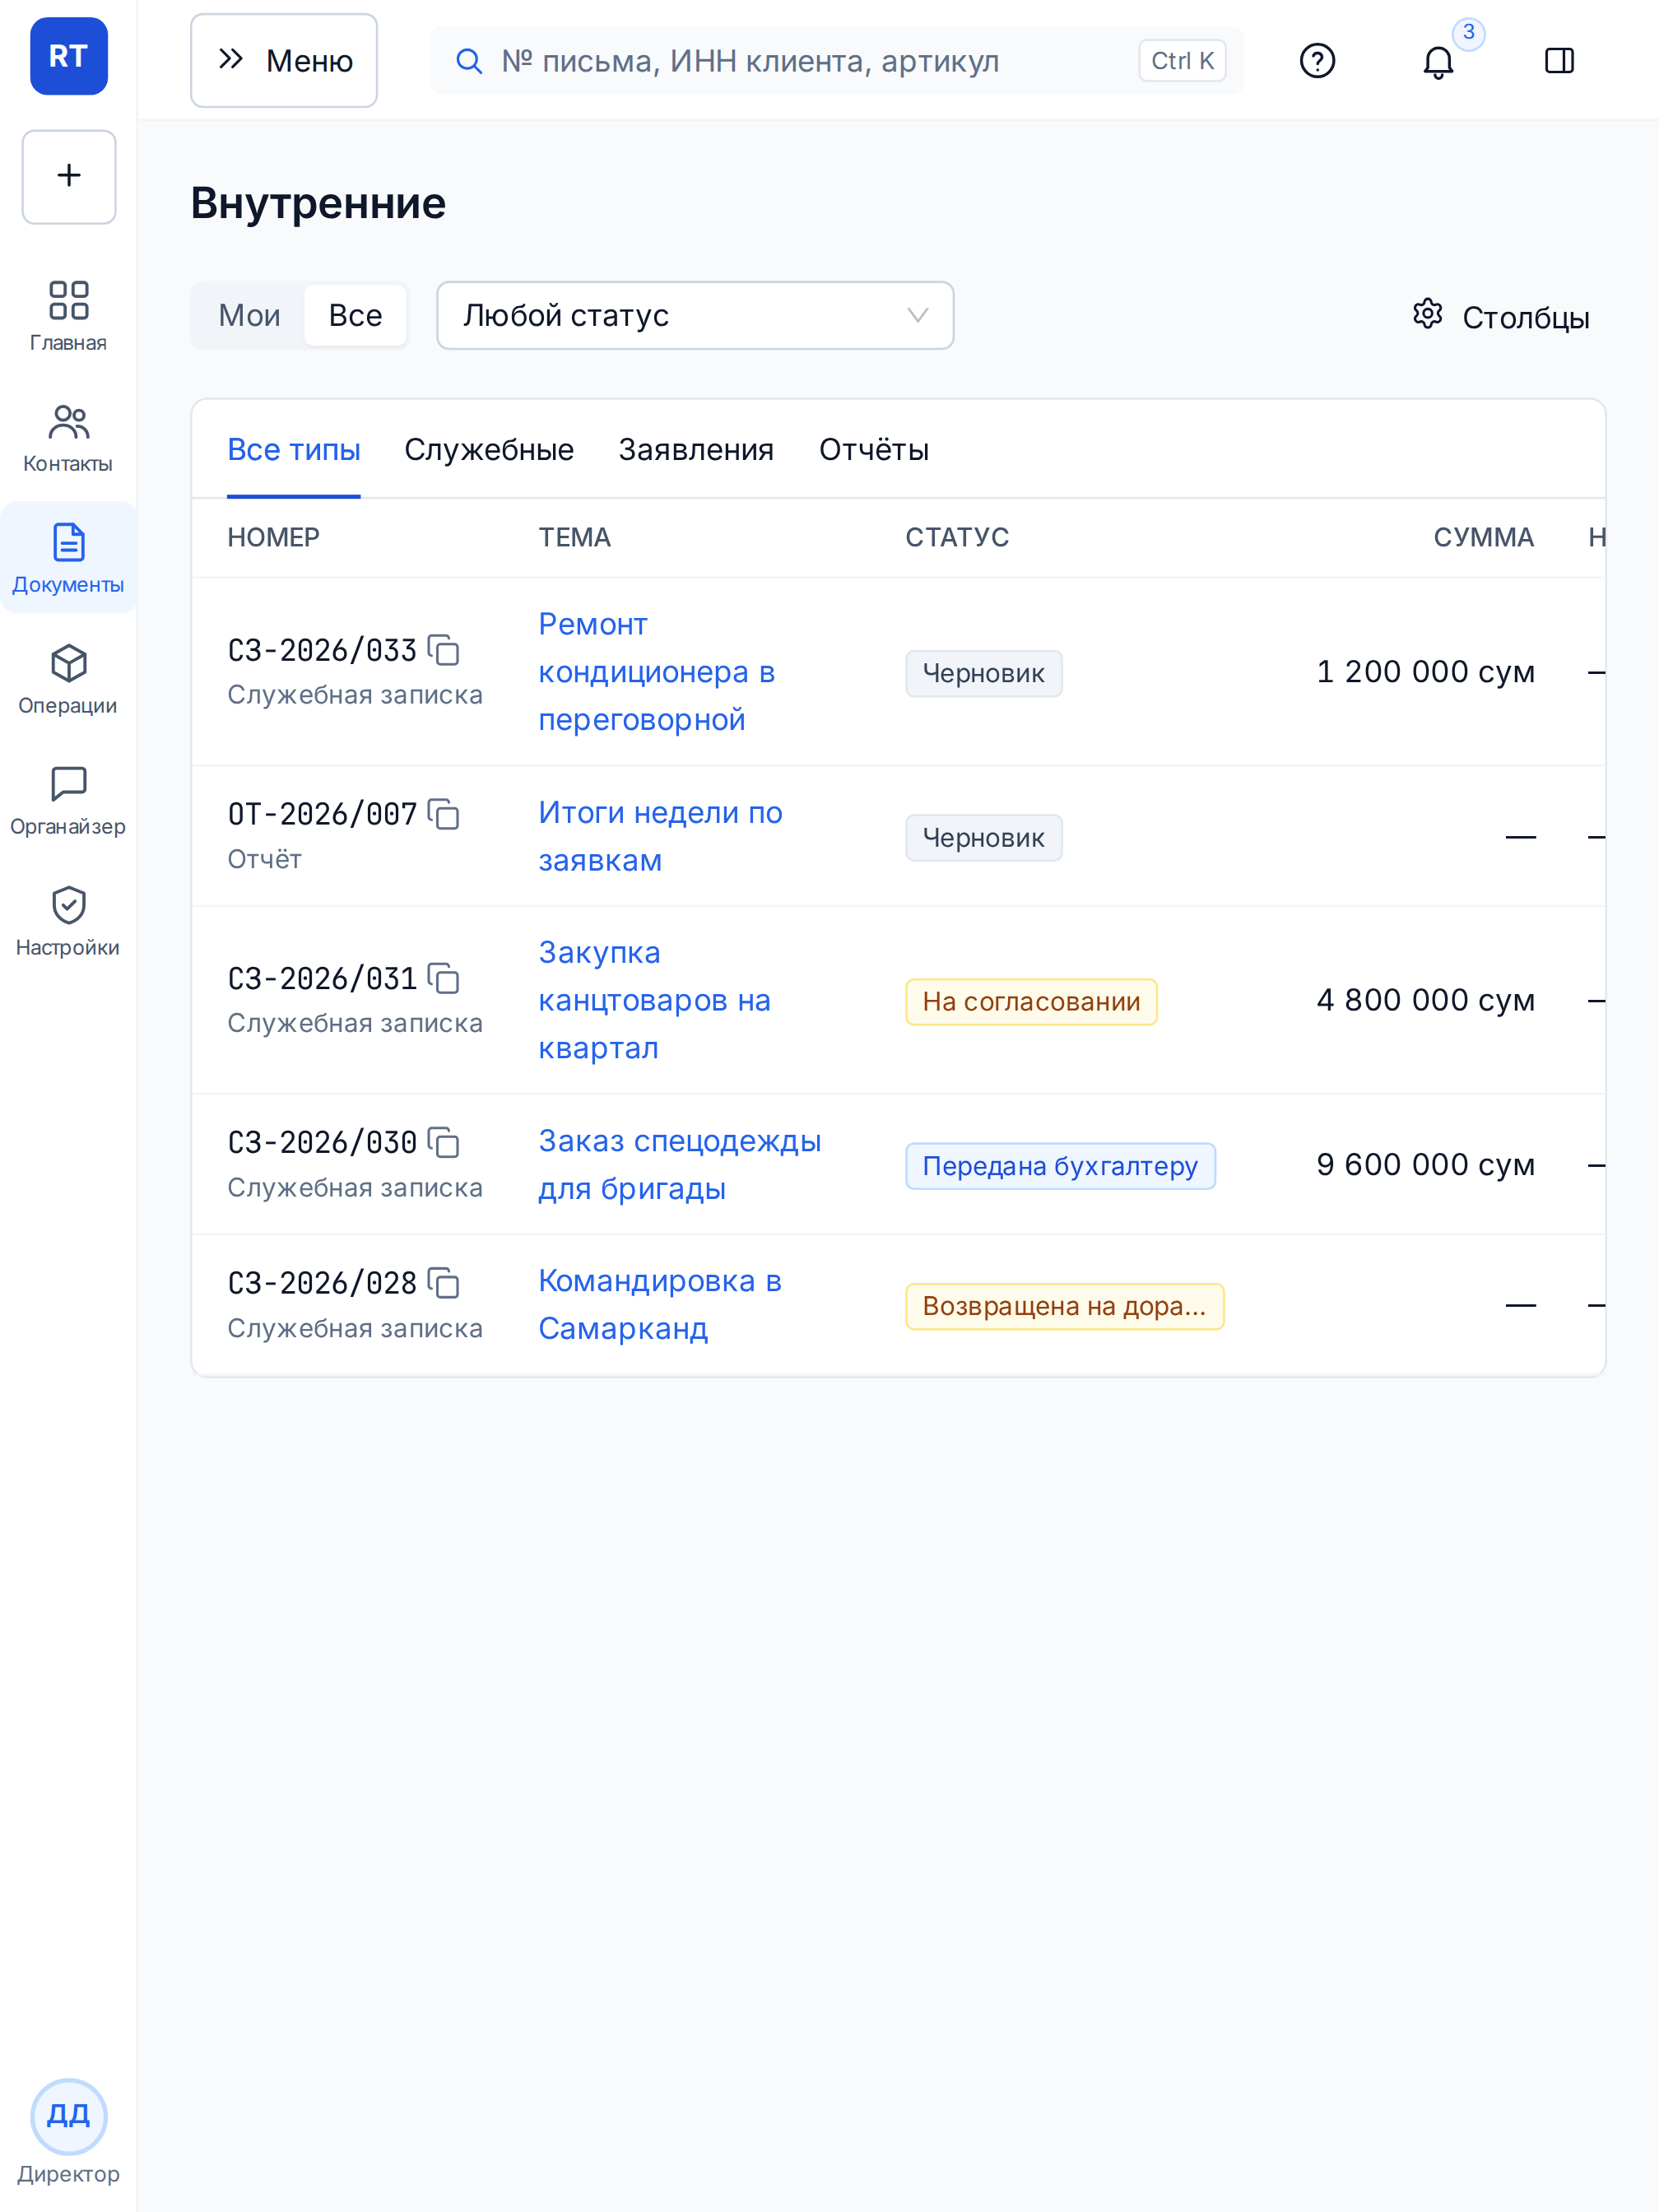 RT
Меню
№ письма, ИНН клиента, артикул
Ctrl K
3
Главная
Контакты
Документы
Операции
Органайзер
Настройки
ДД
Директор
Внутренние
Мои
Все
Любой статус
Столбцы
Все типы
Служебные
Заявления
Отчёты
НОМЕР
ТЕМА
СТАТУС
СУММА
Н
СЗ-2026/033
Служебная записка
Ремонт
кондиционера в
переговорной
Черновик
1 200 000 сум
—
ОТ-2026/007
Отчёт
Итоги недели по
заявкам
Черновик
—
—
СЗ-2026/031
Служебная записка
Закупка
канцтоваров на
квартал
На согласовании
4 800 000 сум
—
СЗ-2026/030
Служебная записка
Заказ спецодежды
для бригады
Передана бухгалтеру
9 600 000 сум
—
СЗ-2026/028
Служебная записка
Командировка в
Самарканд
Возвращена на дора...
—
—